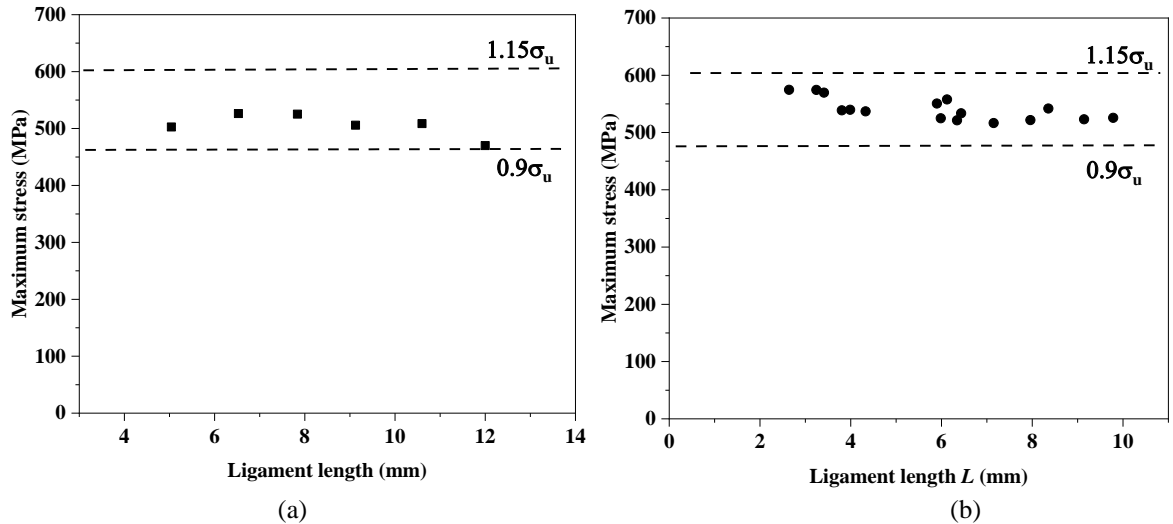 700
600
500
400
300
200
100
0
Maximum stress (MPa)
1.15σu
0.9σu
4 6 8 10 12 14
Ligament length (mm)
(a)
700
600
500
400
300
200
100
0
Maximum stress (MPa)
1.15σu
0.9σu
0 2 4 6 8 10
Ligament length L (mm)
(b)